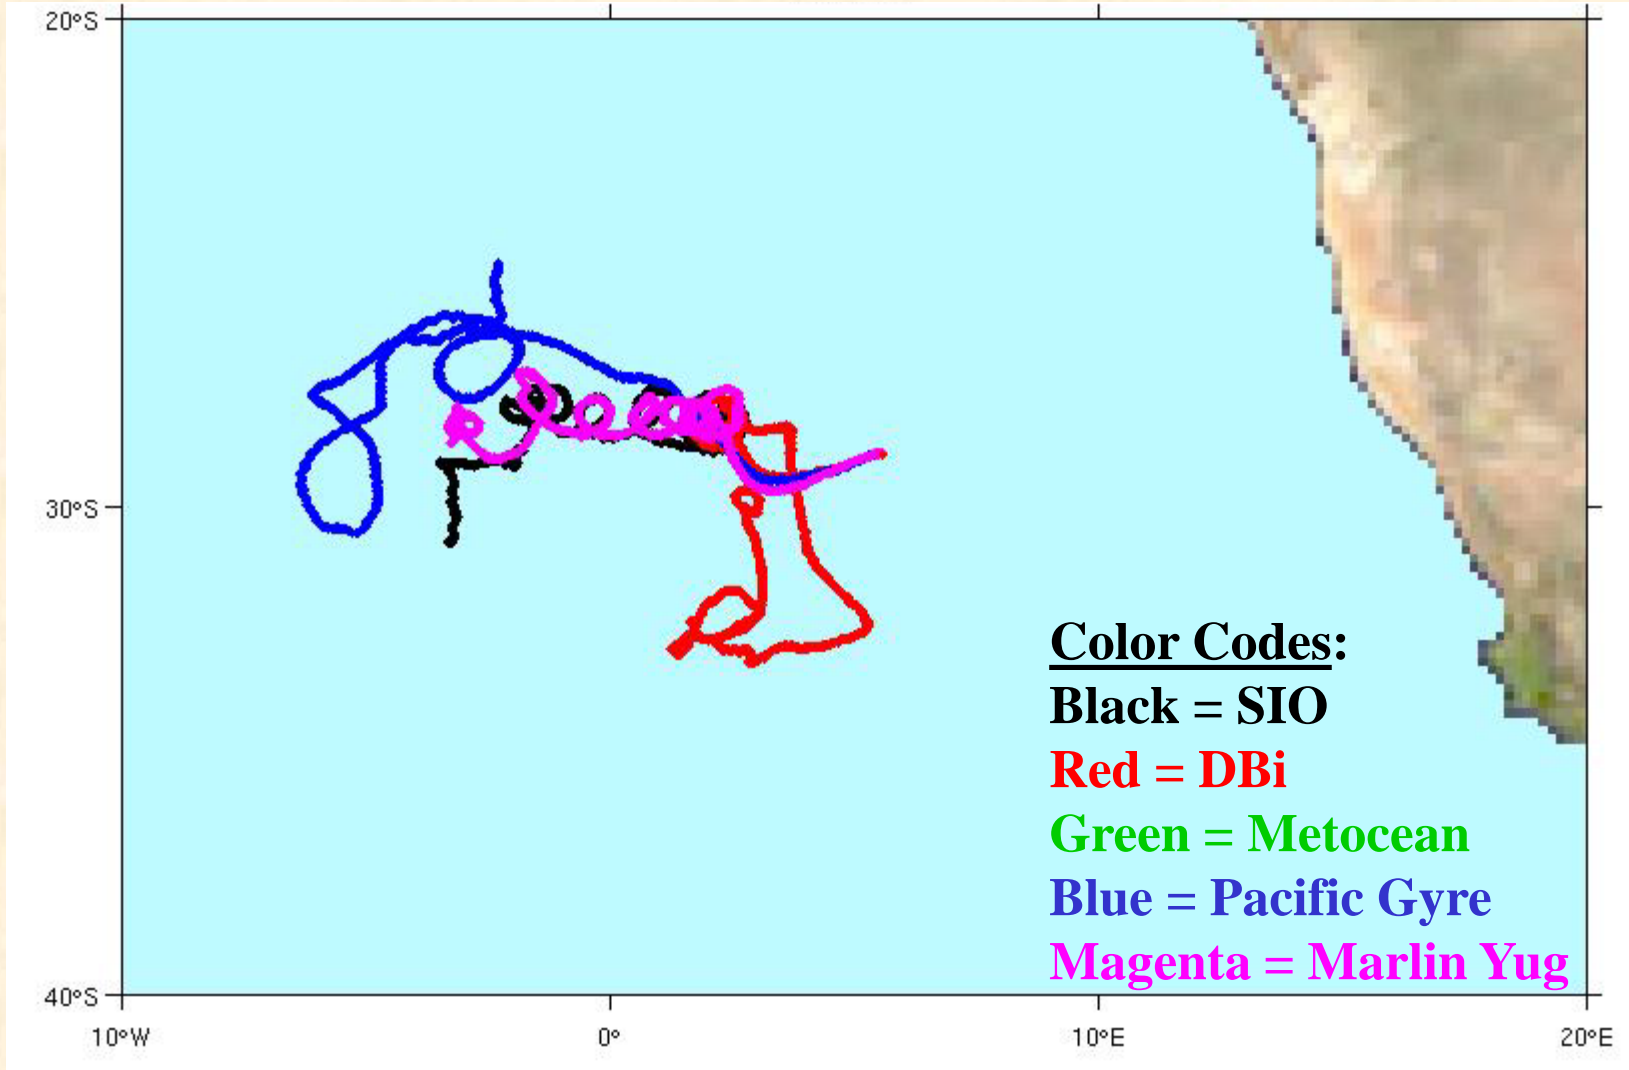 20°S
30°S
40°S
10°W 0° 10°E 20°E
Color Codes:
Black = SIO
Red = DBi
Green = Metocean
Blue = Pacific Gyre
Magenta = Marlin Yug